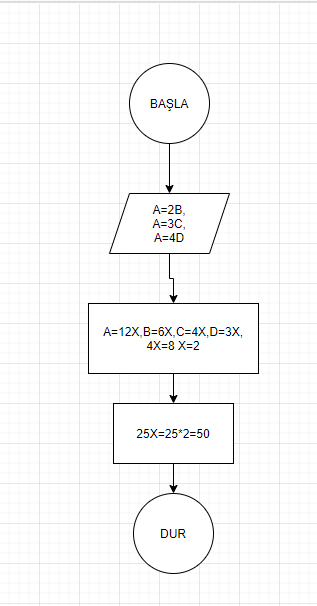 BAŞLA
A=2B,
A=3C,
A=4D
A=12X,B=6X,C=4X,D=3X,
4X=8 X=2
25X=25*2=50
DUR